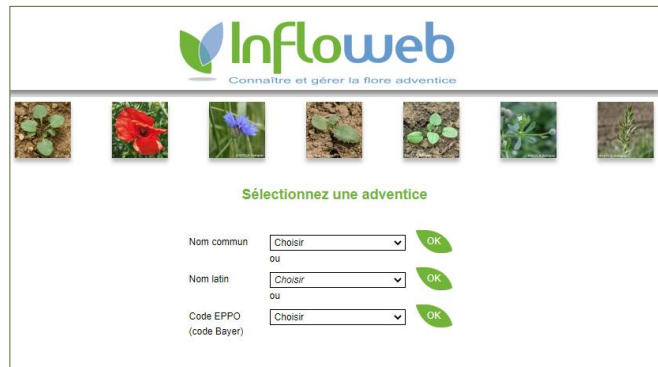 Infloweb
Connaître et gérer la flore adventice
Sélectionnez une adventice
Nom commun Choisir OK
ou
Nom latin Choisir OK
ou
Code EPPO Choisir OK
(code Bayer)